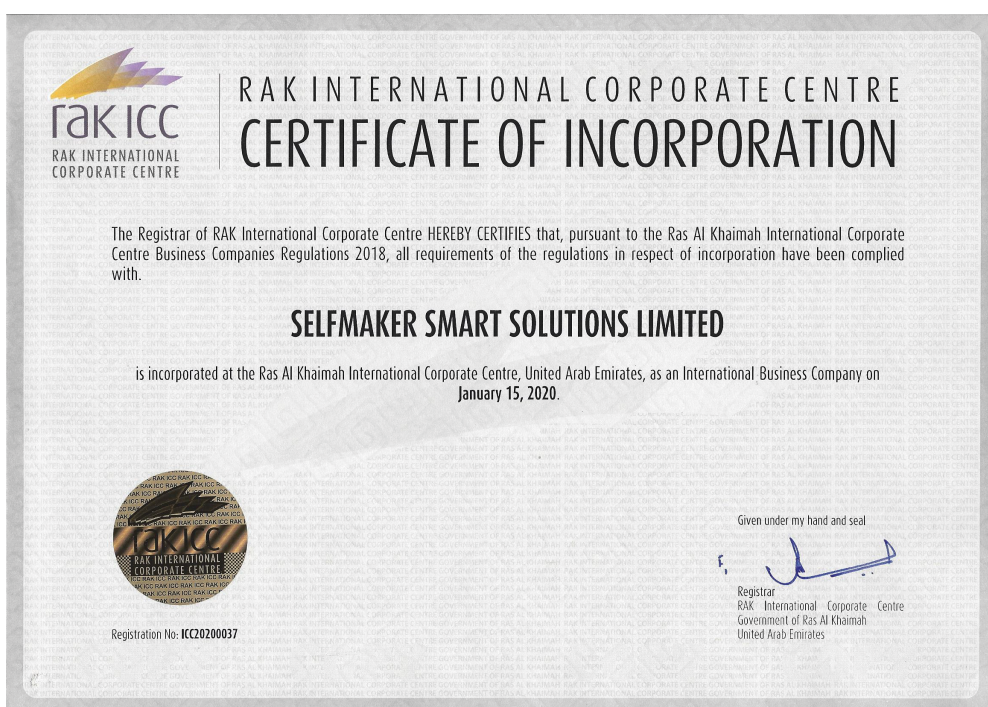 rak icc
RAK INTERNATIONAL
CORPORATE CENTRE
RAK INTERNATIONAL CORPORATE CENTRE
CERTIFICATE OF INCORPORATION
The Registrar of RAK International Corporate Centre HEREBY CERTIFIES that, pursuant to the Ras Al Khaimah International Corporate
Centre Business Companies Regulations 2018, all requirements of the regulations in respect of incorporation have been complied
with.
SELFMAKER SMART SOLUTIONS LIMITED
is incorporated at the Ras Al Khaimah International Corporate Centre, United Arab Emirates, as an International Business Company on
January 15, 2020.
rak icc
RAK INTERNATIONAL
CORPORATE CENTRE
Registration No: ICC20200037
Given under my hand and seal
Registrar
RAK International Corporate Centre
Government of Ras Al Khaimah
United Arab Emirates